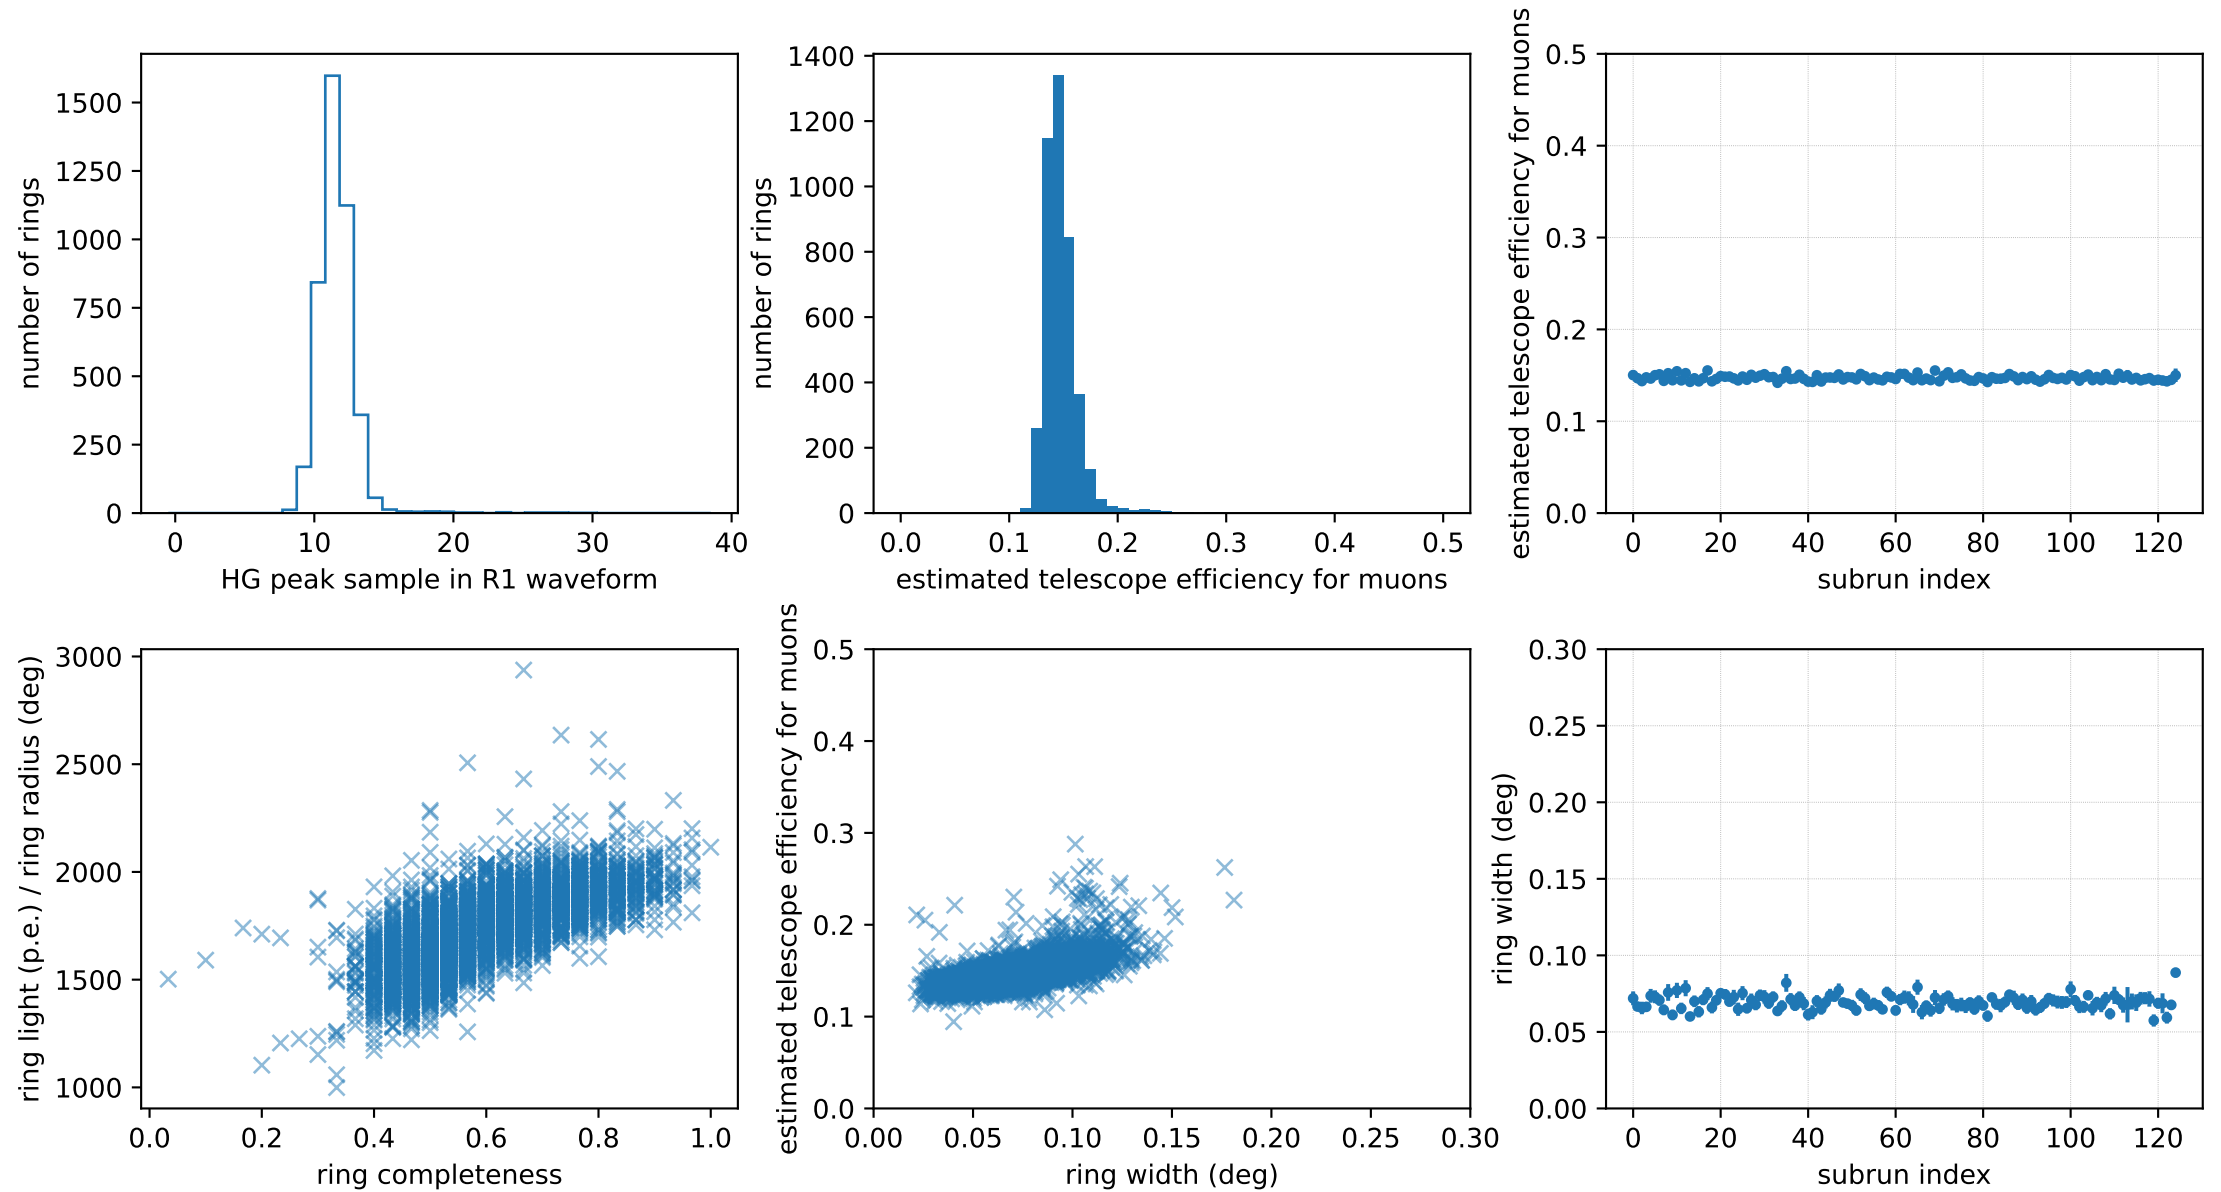 number of rings
1500
1250
1000
750
500
250
0
0 10 20 30 40
HG peak sample in R1 waveform
number of rings
1400
1200
1000
800
600
400
200
0
0.0 0.1 0.2 0.3 0.4 0.5
estimated telescope efficiency for muons
estimated telescope efficiency for muons
0.5
0.4
0.3
0.2
0.1
0.0
0 20 40 60 80 100 120
subrun index
ring light (p.e.) / ring radius (deg)
3000
2500
2000
1500
1000
0.0 0.2 0.4 0.6 0.8 1.0
ring completeness
estimated telescope efficiency for muons
0.5
0.4
0.3
0.2
0.1
0.0
0.00 0.05 0.10 0.15 0.20 0.25 0.30
ring width (deg)
ring width (deg)
0.30
0.25
0.20
0.15
0.10
0.05
0.00
0 20 40 60 80 100 120
subrun index